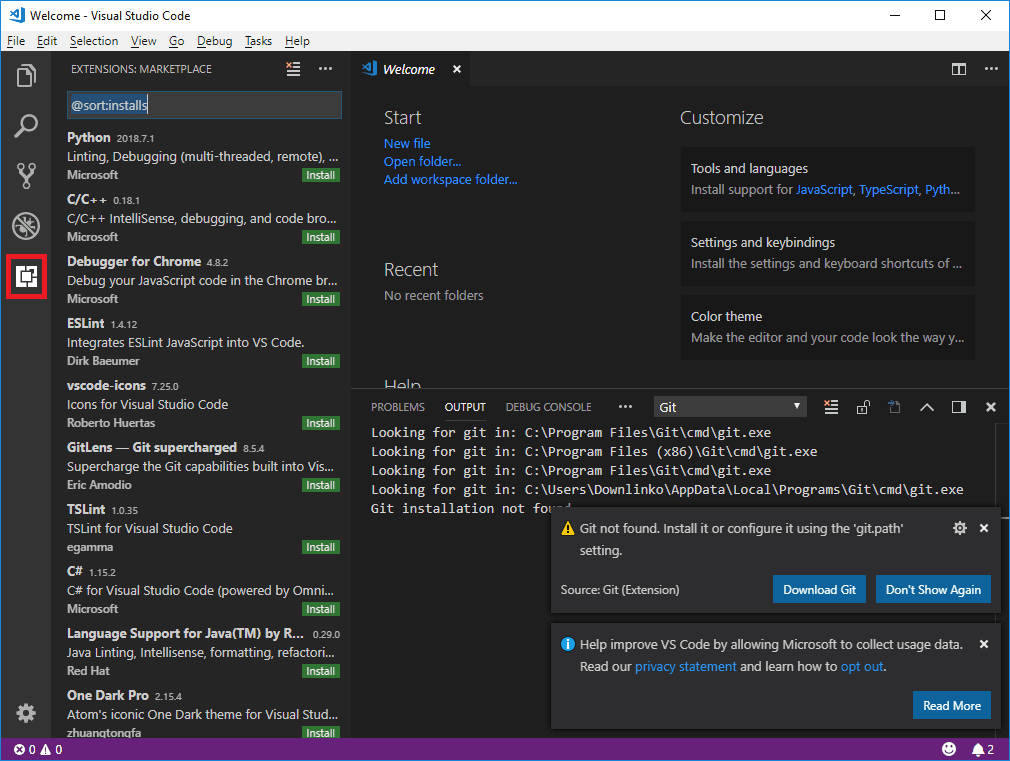 Welcome - Visual Studio Code
File Edit Selection View Go Debug Tasks Help
EXTENSIONS: MARKETPLACE
@sort:installs
Python 2018.7.1
Linting, Debugging (multi-threaded, remote), ...
Microsoft Install
C/C++ 0.18.1
C/C++ IntelliSense, debugging, and code bro...
Microsoft Install
Debugger for Chrome 4.8.2
Debug your JavaScript code in the Chrome br...
Microsoft Install
ESLint 1.4.12
Integrates ESLint JavaScript into VS Code.
Dirk Baeumer Install
vscode-icons 7.25.0
Icons for Visual Studio Code
Roberto Huertas Install
GitLens — Git supercharged 8.5.4
Supercharge the Git capabilities built into Vis...
Eric Amodio Install
TSLint 1.0.35
TSLint for Visual Studio Code
egamma Install
C# 1.15.2
C# for Visual Studio Code (powered by Omni...
Microsoft Install
Language Support for Java(TM) by R... 0.29.0
Java Linting, Intellisense, formatting, refactori...
Red Hat Install
One Dark Pro 2.15.4
Atom's iconic One Dark theme for Visual Stud...
zhuangtongfa Install
Welcome
Start
New file
Open folder...
Add workspace folder...
Recent
No recent folders
Help
Customize
Tools and languages
Install support for JavaScript, TypeScript, Pyth...
Settings and keybindings
Install the settings and keyboard shortcuts of ...
Color theme
Make the editor and your code look the way y...
PROBLEMS OUTPUT DEBUG CONSOLE ... Git
Looking for git in: C:\Program Files\Git\cmd\git.exe
Looking for git in: C:\Program Files (x86)\Git\cmd\git.exe
Looking for git in: C:\Program Files\Git\cmd\git.exe
Looking for git in: C:\Users\Downlinko\AppData\Local\Programs\Git\cmd\git.exe
Git installation not found
Git not found. Install it or configure it using the 'git.path'
setting.
Source: Git (Extension) Download Git Don't Show Again
Help improve VS Code by allowing Microsoft to collect usage data.
Read our privacy statement and learn how to opt out.
Read More
0 0 2